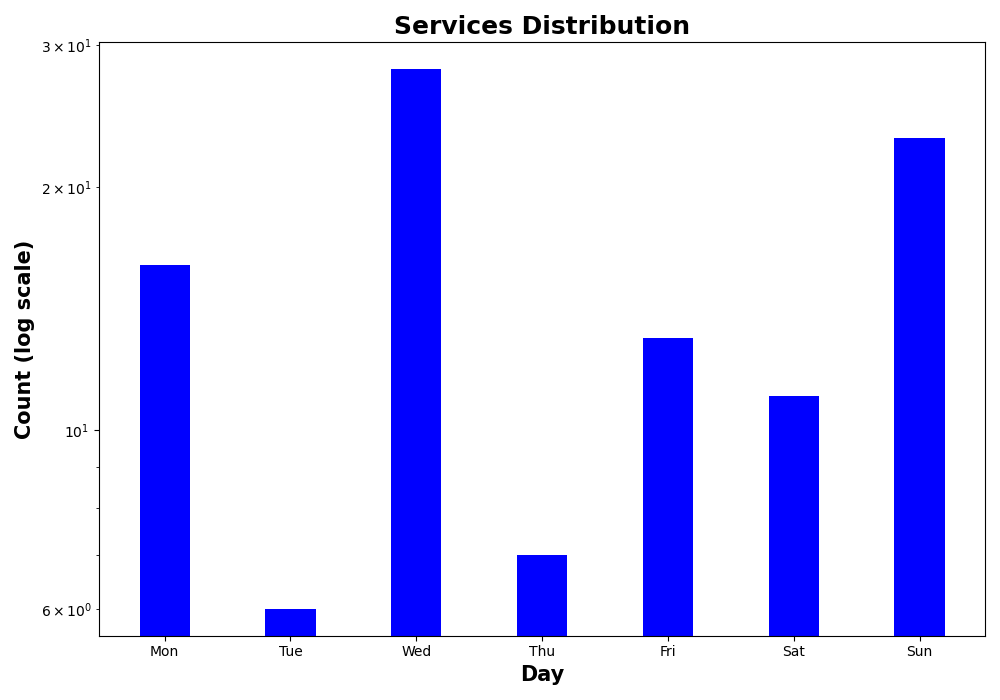 Services Distribution
3 × 10¹
2 × 10¹
10¹
6 × 10⁰
Count (log scale)
Mon Tue Wed Thu Fri Sat Sun
Day